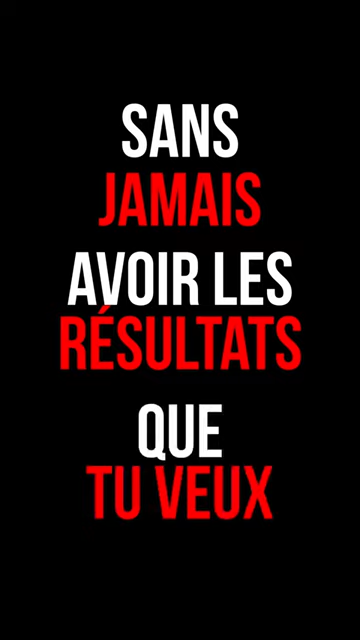 SANS
JAMAIS
AVOIR LES
RÉSULTATS
QUE
TU VEUX